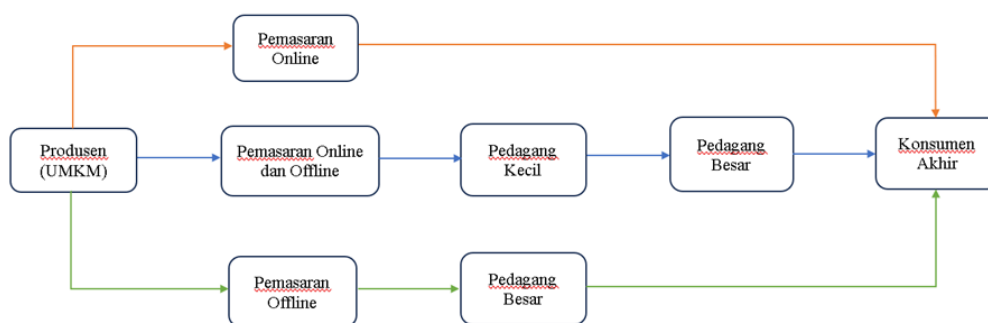 Pemasaran
Online
Produsen
(UMKM)
Pemasaran Online
dan Offline
Pedagang
Kecil
Pedagang
Besar
Konsumen
Akhir
Pemasaran
Offline
Pedagang
Besar